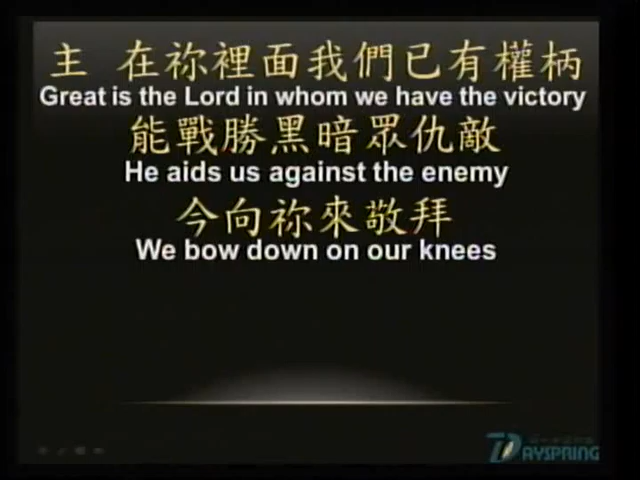 主 在祢裡面我們已有權柄
Great is the Lord in whom we have the victory
能戰勝黑暗眾仇敵
He aids us against the enemy
今向祢來敬拜
We bow down on our knees
DAYSPRING